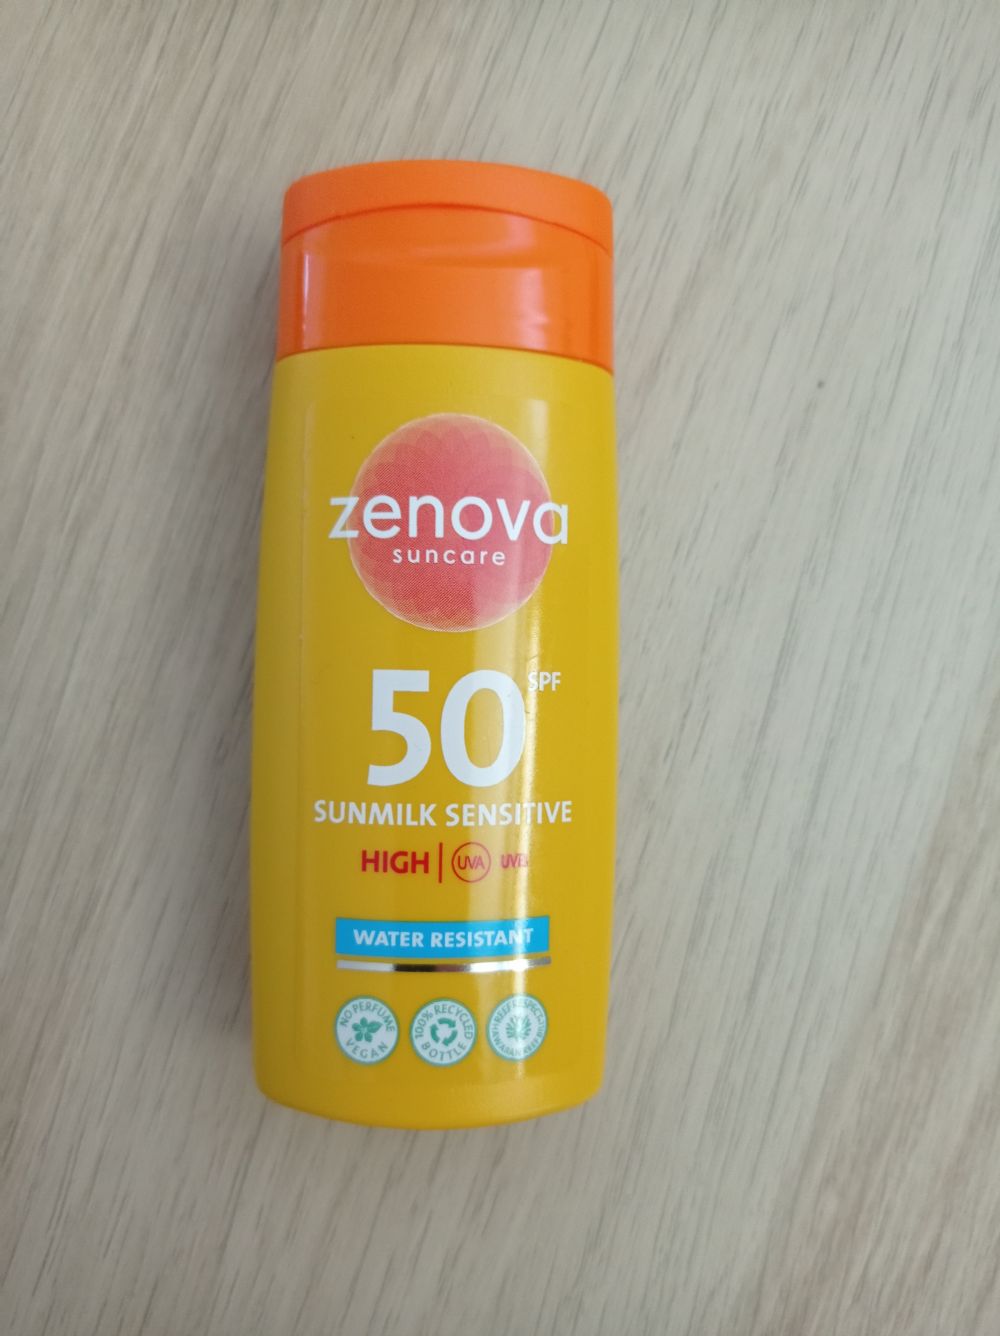 zenova
suncare
50 SPF
SUNMILK SENSITIVE
HIGH | UVA
WATER RESISTANT
NO PERFUME
VEGAN
100% RECYCLED
BOTTLE